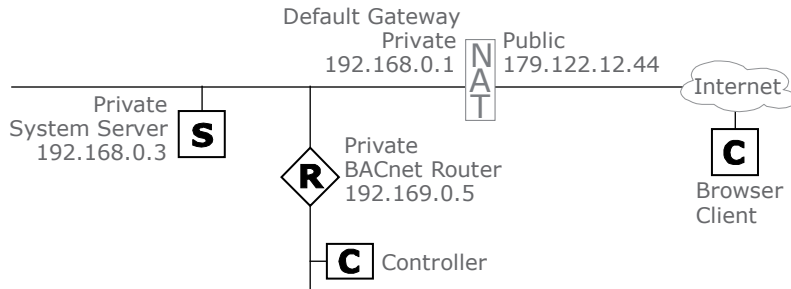 Default Gateway
Private
192.168.0.1
NAT
Public
179.122.12.44
Internet
Private
System Server
192.168.0.3
S
Private
BACnet Router
192.169.0.5
R
C
Browser
Client
C
Controller